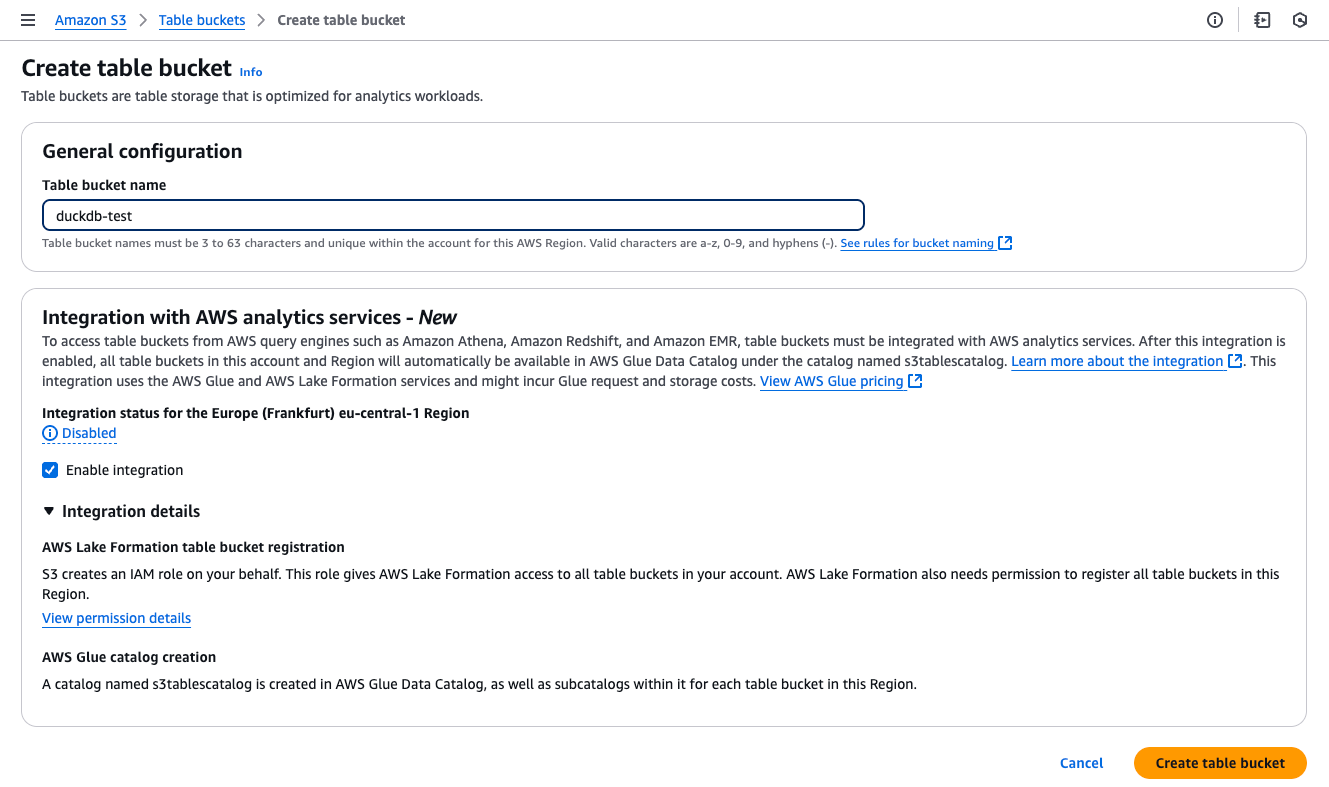 Amazon S3 > Table buckets > Create table bucket
Create table bucket Info
Table buckets are table storage that is optimized for analytics workloads.
General configuration
Table bucket name
duckdb-test
Table bucket names must be 3 to 63 characters and unique within the account for this AWS Region. Valid characters are a-z, 0-9, and hyphens (-). See rules for bucket naming
Integration with AWS analytics services - New
To access table buckets from AWS query engines such as Amazon Athena, Amazon Redshift, and Amazon EMR, table buckets must be integrated with AWS analytics services. After this integration is
enabled, all table buckets in this account and Region will automatically be available in AWS Glue Data Catalog under the catalog named s3tablescatalog. Learn more about the integration. This
integration uses the AWS Glue and AWS Lake Formation services and might incur Glue request and storage costs. View AWS Glue pricing
Integration status for the Europe (Frankfurt) eu-central-1 Region
Disabled
Enable integration
Integration details
AWS Lake Formation table bucket registration
S3 creates an IAM role on your behalf. This role gives AWS Lake Formation access to all table buckets in your account. AWS Lake Formation also needs permission to register all table buckets in this
Region.
View permission details
AWS Glue catalog creation
A catalog named s3tablescatalog is created in AWS Glue Data Catalog, as well as subcatalogs within it for each table bucket in this Region.
Cancel Create table bucket